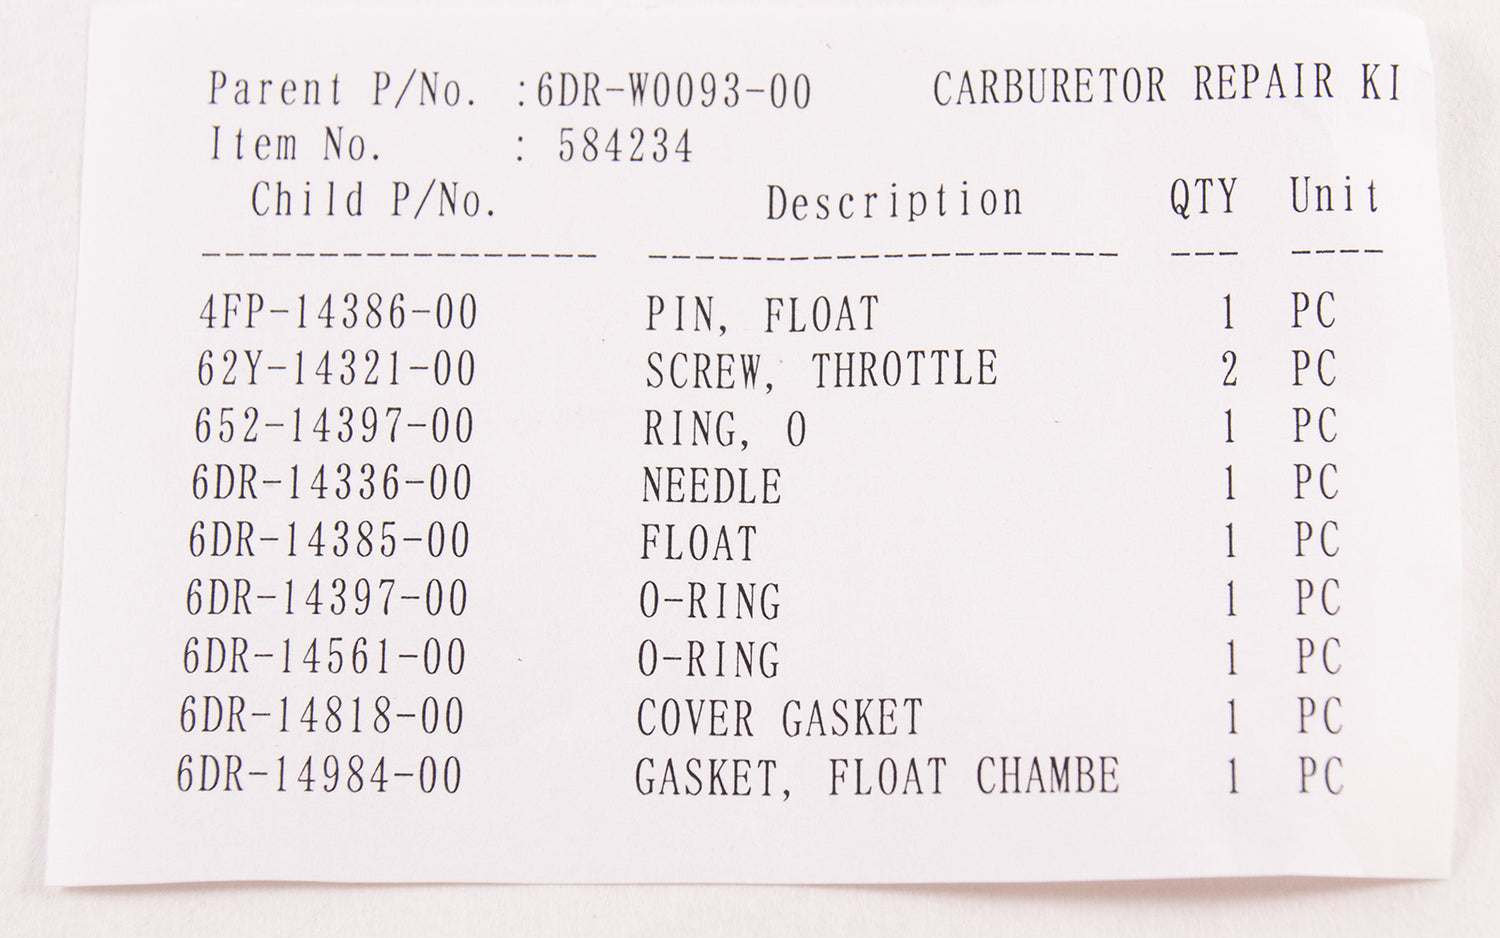 Parent P/No. :6DR-W0093-00 CARBURETOR REPAIR KI
Item No. : 584234
Child P/No. Description QTY Unit
----------------- -------------------- --- ----
4FP-14386-00 PIN, FLOAT 1 PC
62Y-14321-00 SCREW, THROTTLE 2 PC
652-14397-00 RING, O 1 PC
6DR-14336-00 NEEDLE 1 PC
6DR-14385-00 FLOAT 1 PC
6DR-14397-00 O-RING 1 PC
6DR-14561-00 O-RING 1 PC
6DR-14818-00 COVER GASKET 1 PC
6DR-14984-00 GASKET, FLOAT CHAMBE 1 PC